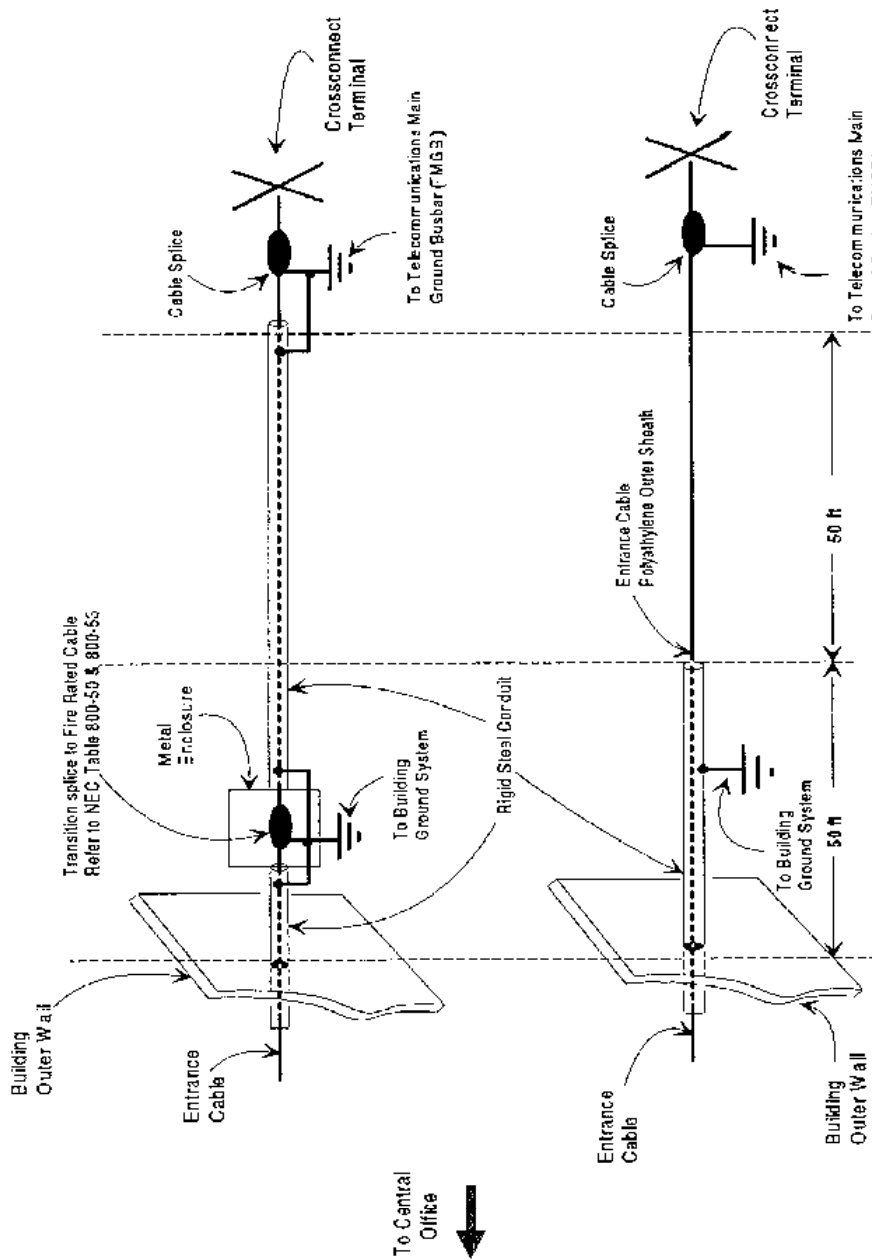 To Central
Office
Building
Outer Wall
Entrance
Cable
Transition splice to Fire Rated Cable
Refer to NEC Table 800-50 & 800-53
Metal
Enclosure
To Building
Ground System
Rigid Steel Conduit
Cable Splice
To Telecommunications Main
Ground Busbar (TMGB)
Crossconnect
Terminal
Entrance
Cable
Building
Outer Wall
To Building
Ground System
Entrance Cable
Polyethylene Outer Sheath
50 ft
50 ft
Cable Splice
To Telecommunications Main
Crossconnect
Terminal